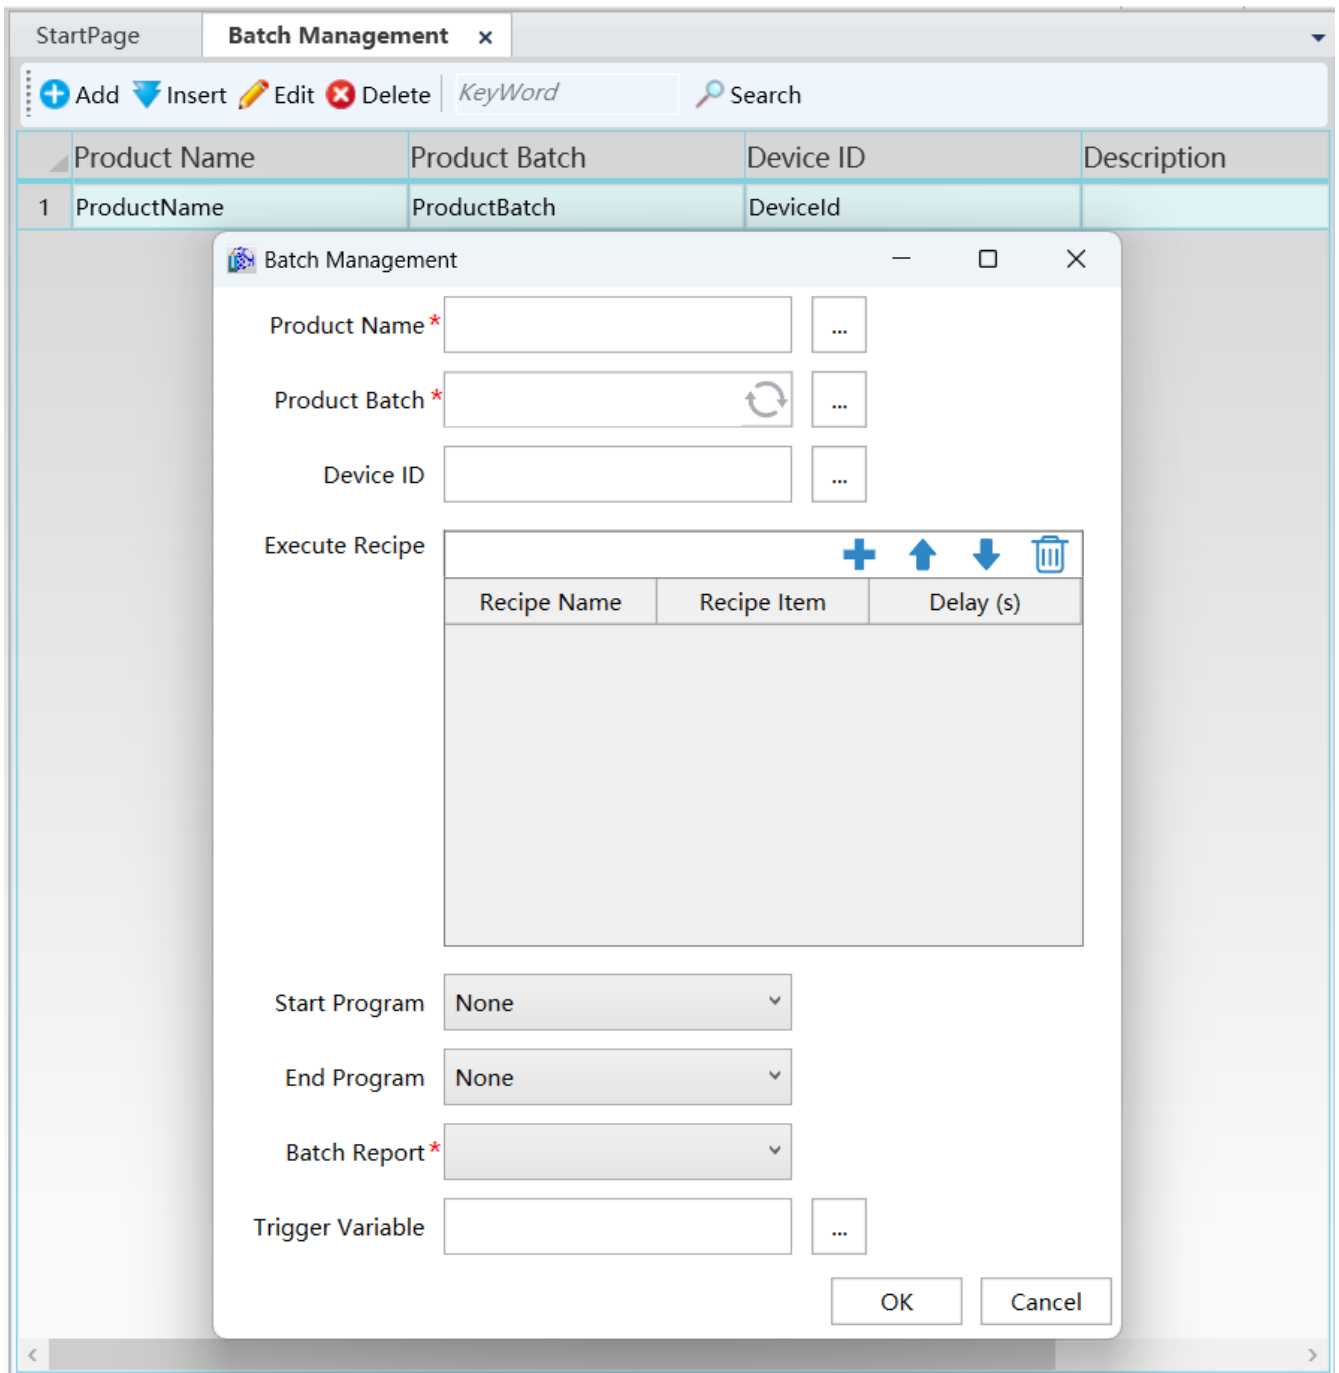 StartPage Batch Management x
Add Insert Edit Delete KeyWord Search
Product Name Product Batch Device ID Description
1 ProductName ProductBatch DeviceId
Batch Management
Product Name* ...
Product Batch* ...
Device ID ...
Execute Recipe
Recipe Name Recipe Item Delay (s)
Start Program None
End Program None
Batch Report*
Trigger Variable ...
OK Cancel